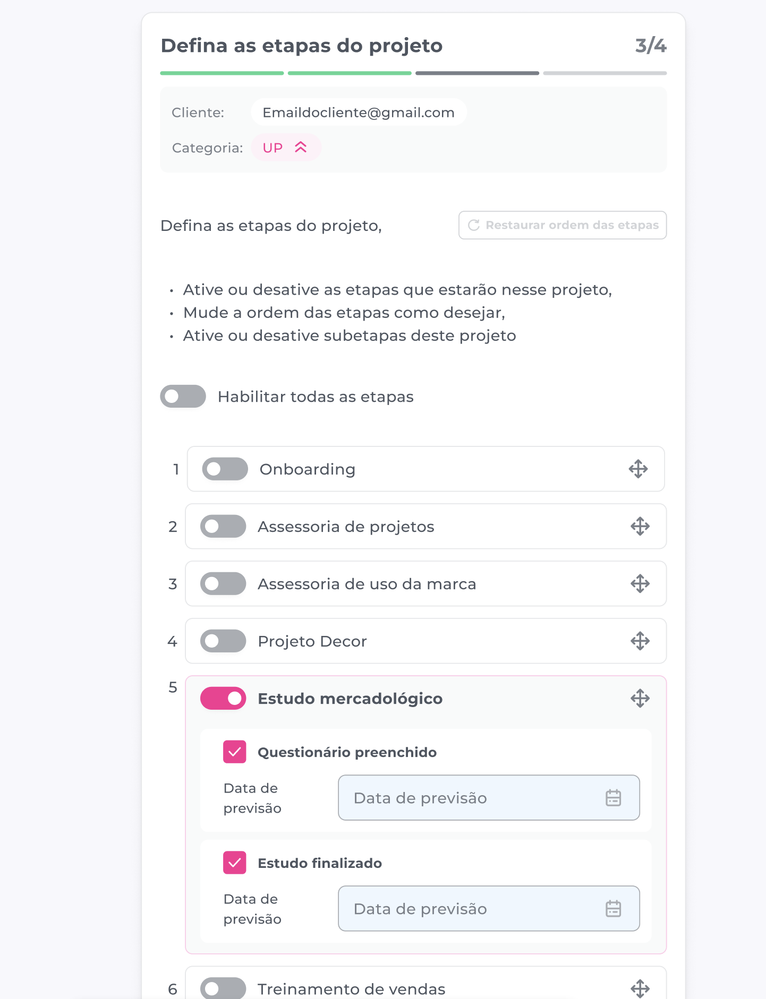 Defina as etapas do projeto 3/4
Cliente: Emaildocliente@gmail.com
Categoria: UP
Defina as etapas do projeto, Restaurar ordem das etapas
• Ative ou desative as etapas que estarão nesse projeto,
• Mude a ordem das etapas como desejar,
• Ative ou desative subetapas deste projeto
Habilitar todas as etapas
1 Onboarding
2 Assessoria de projetos
3 Assessoria de uso da marca
4 Projeto Decor
5 Estudo mercadológico
Questionário preenchido
Data de
previsão
Data de previsão
Estudo finalizado
Data de
previsão
Data de previsão
6 Treinamento de vendas